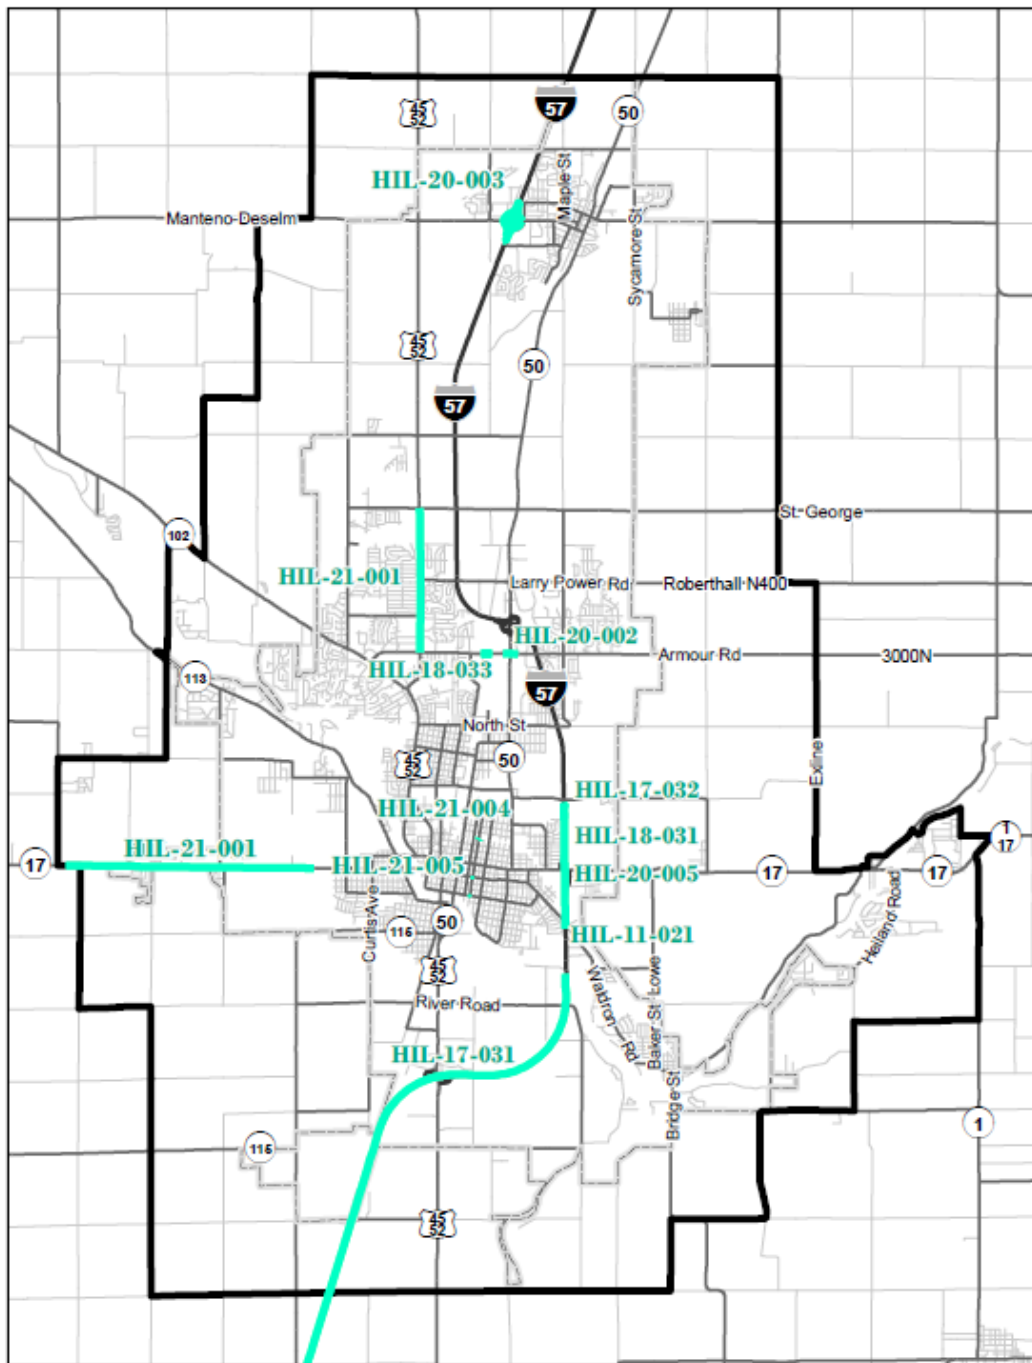 45
52
57
50
HIL-20-003
Maple St
Manteno-Deselm
Sycamore St
45
52
50
57
St. George
102
HIL-21-001
Larry Power Rd
Roberthall N400
HIL-20-002
Armour Rd
3000N
HIL-18-033
113
57
North St
50
45
52
Exline
HIL-17-032
HIL-21-004
HIL-18-031
T
17
HIL-21-001
17
HIL-21-005
HIL-20-005
17
17
Curtis Ave
50
115
HIL-11-021
Heiland Road
45
52
Waldron Rd
Baker St Lowe
River Road
HIL-17-031
Bridge St
1
115
45
52